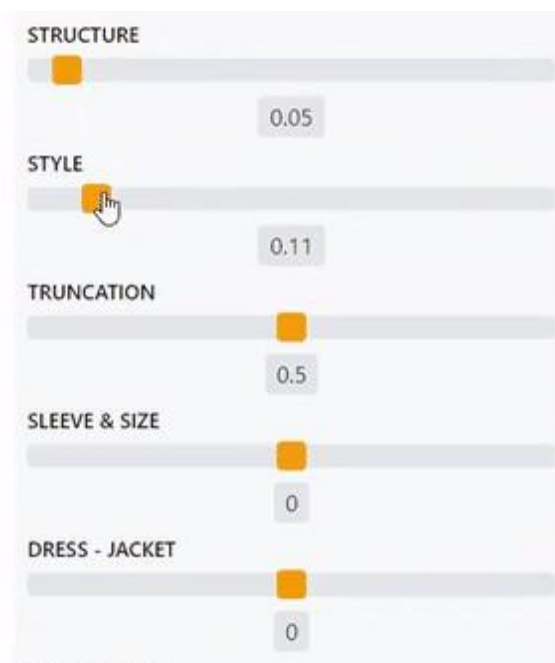 STRUCTURE
0.05
STYLE
0.11
TRUNCATION
0.5
SLEEVE & SIZE
0
DRESS - JACKET
0